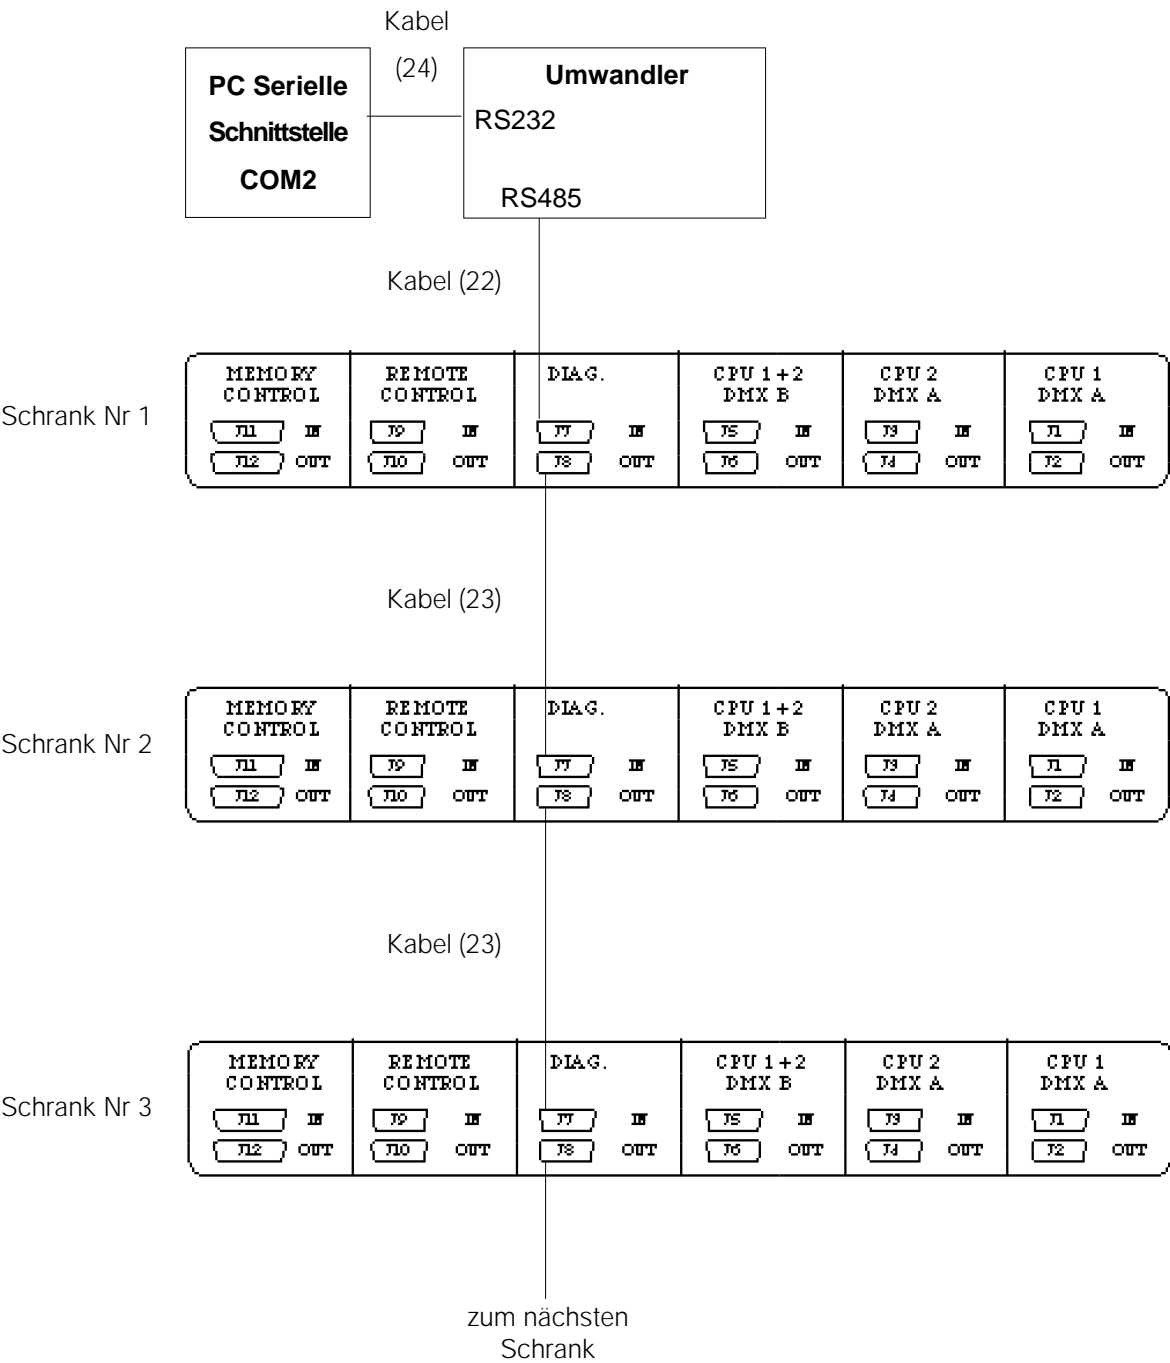 Kabel
(24)
PC Serielle
Schnittstelle
COM2
Umwandler
RS232
RS485
Kabel (22)
Schrank Nr 1
MEMORY
CONTROL
J11 IN
J12 OUT
REMOTE
CONTROL
J9 IN
J10 OUT
DIAG.
J7 IN
J8 OUT
CPU 1+2
DMX B
J5 IN
J6 OUT
CPU 2
DMX A
J3 IN
J4 OUT
CPU 1
DMX A
J1 IN
J2 OUT
Kabel (23)
Schrank Nr 2
MEMORY
CONTROL
J11 IN
J12 OUT
REMOTE
CONTROL
J9 IN
J10 OUT
DIAG.
J7 IN
J8 OUT
CPU 1+2
DMX B
J5 IN
J6 OUT
CPU 2
DMX A
J3 IN
J4 OUT
CPU 1
DMX A
J1 IN
J2 OUT
Kabel (23)
Schrank Nr 3
MEMORY
CONTROL
J11 IN
J12 OUT
REMOTE
CONTROL
J9 IN
J10 OUT
DIAG.
J7 IN
J8 OUT
CPU 1+2
DMX B
J5 IN
J6 OUT
CPU 2
DMX A
J3 IN
J4 OUT
CPU 1
DMX A
J1 IN
J2 OUT
zum nächsten
Schrank